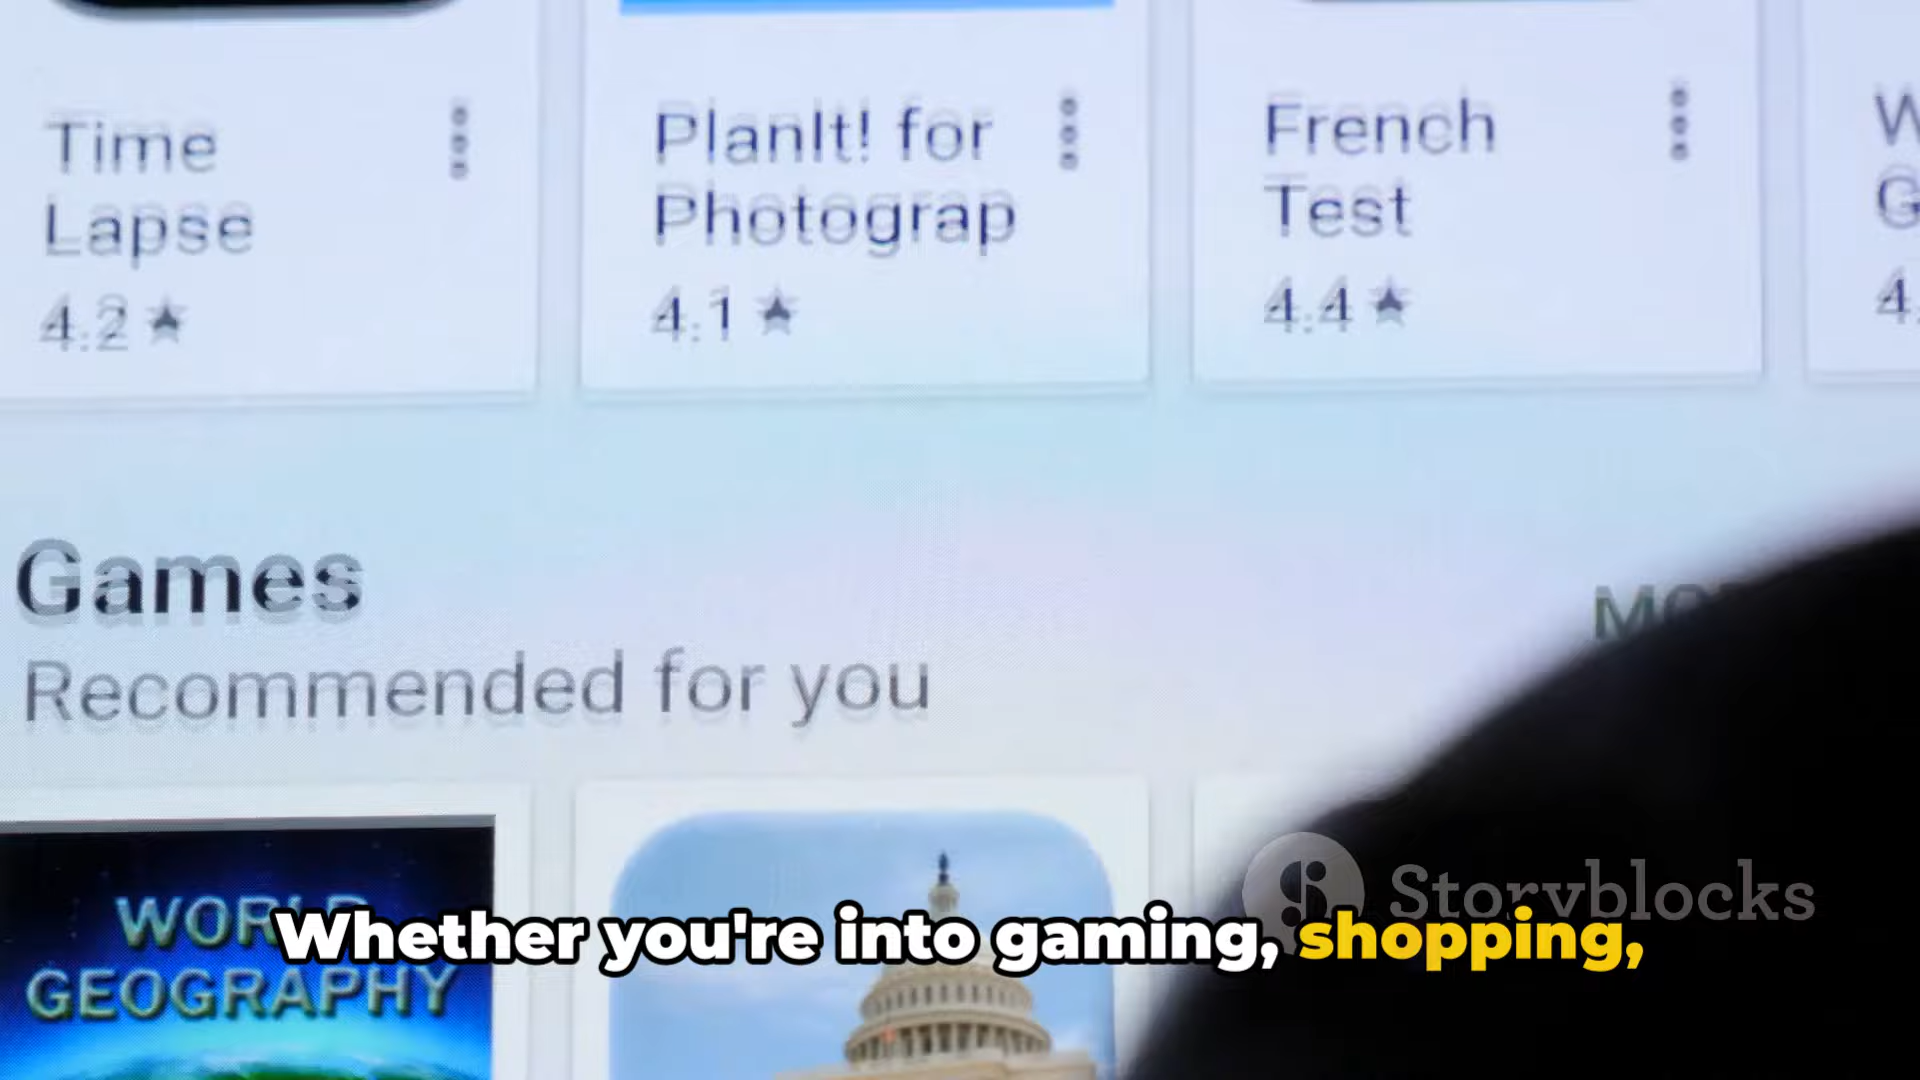 Time
Lapse
4.2 ★
PlanIt! for
Photograp
4.1 ★
French
Test
4.4 ★
W
G
4.
Games
Recommended for you
WORLD
GEOGRAPHY
Storyblocks
Whether you're into gaming, shopping,